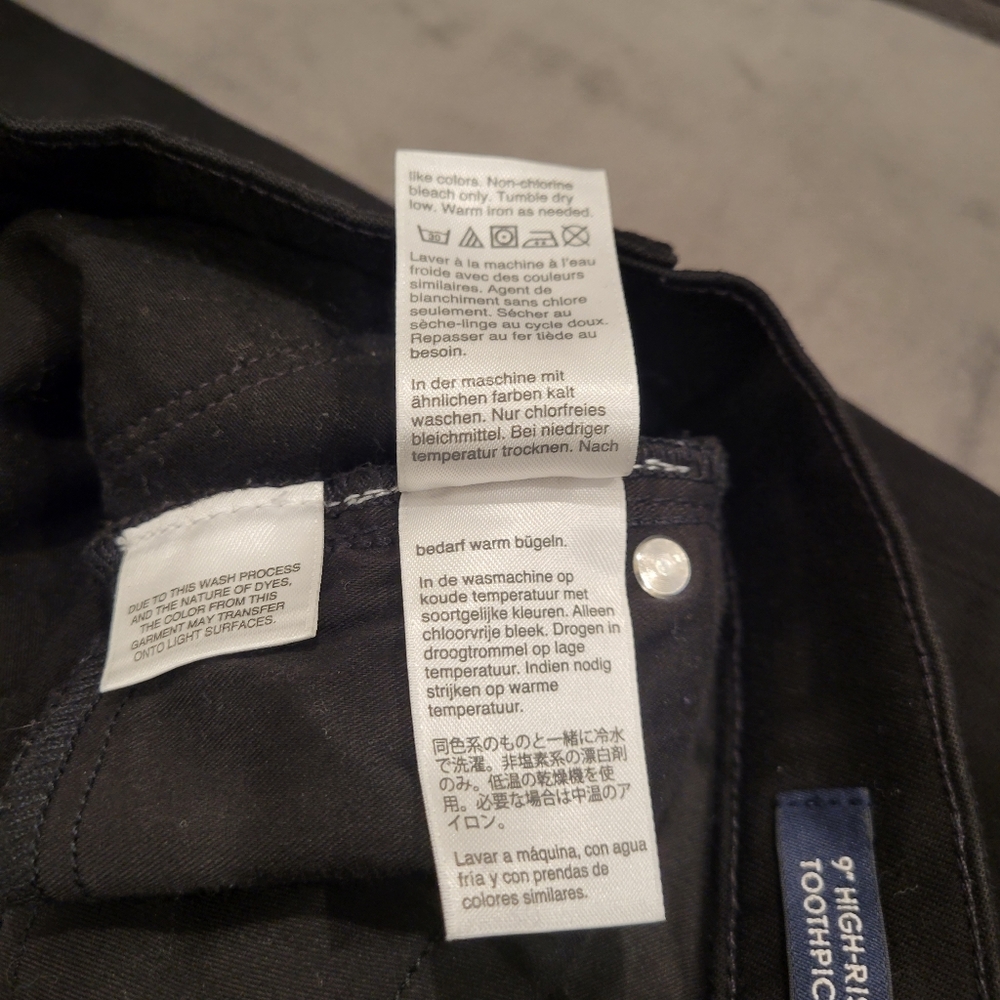 like colors. Non-chlorine
bleach only. Tumble dry
low. Warm iron as needed.
30
Laver à la machine à l'eau
froide avec des couleurs
similaires. Agent de
blanchiment sans chlore
seulement. Sécher au
sèche-linge au cycle doux.
Repasser au fer tiède au
besoin.
In der maschine mit
ähnlichen farben kalt
waschen. Nur chlorfreies
bleichmittel. Bei niedriger
temperatur trocknen. Nach
bedarf warm bügeln.
In de wasmachine op
koude temperatuur met
soortgelijke kleuren. Alleen
chloorvrije bleek. Drogen in
droogtrommel op lage
temperatuur. Indien nodig
strijken op warme
temperatuur.
同色系のものと一緒に冷水
で洗濯。非塩素系の漂白剤
のみ。低温の乾燥機を使
用。必要な場合は中温のア
イロン。
Lavar a máquina, con agua
fría y con prendas de
colores similares.
DUE TO THIS WASH PROCESS
AND THE NATURE OF DYES,
THE COLOR FROM THIS
GARMENT MAY TRANSFER
ONTO LIGHT SURFACES.
9" HIGH-RI
TOOTHPIC